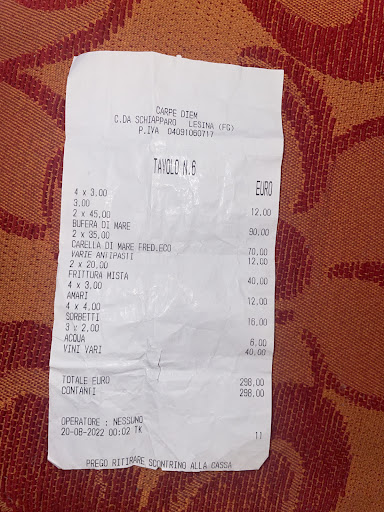 CARPE DIEM
C.DA SCHIAPPARO LESINA (FG)
P.IVA 04091060717
TAVOLO N.6
EURO
4 x 3.00
3.00 12,00
2 x 45,00
BUFERA DI MARE 90,00
2 x 35,00
CARELLA DI MARE FRED.ECO 70,00
VARIE ANTIPASTI 12,00
2 x 20,00
FRITTURA MISTA 40,00
4 x 3,00
AMARI 12,00
4 x 4,00
SORBETTI 16,00
3 x 2,00
ACQUA 6,00
VINI VARI 40,00
TOTALE EURO 298,00
CONTANTI 298,00
OPERATORE : NESSUNO
20-08-2022 00:02 TK 11
PREGO RITIRARE SCONTRINO ALLA CASSA